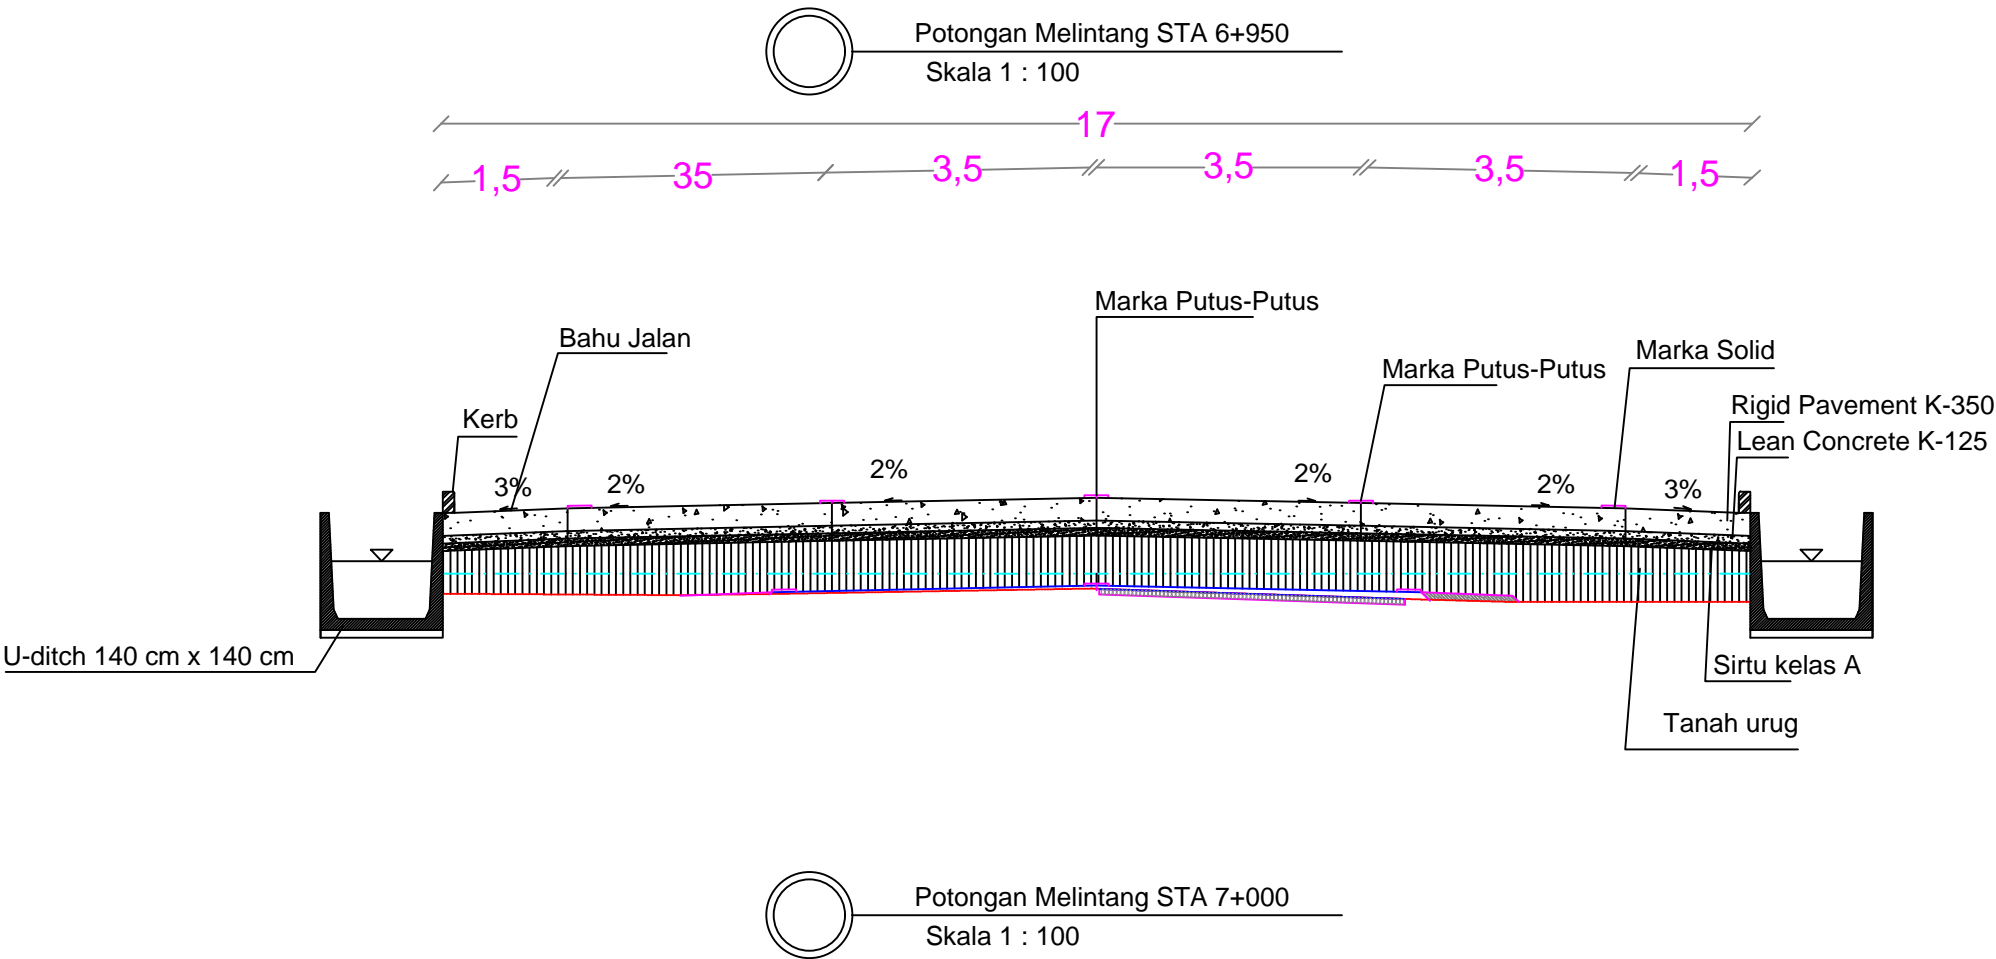 Potongan Melintang STA 6+950
Skala 1 : 100
17
1,5 35 3,5 3,5 3,5 1,5
Marka Putus-Putus
Bahu Jalan
Marka Solid
Marka Putus-Putus
Rigid Pavement K-350
Kerb
Lean Concrete K-125
3% 2% 2% 2% 2% 3%
U-ditch 140 cm x 140 cm
Sirtu kelas A
Tanah urug
Potongan Melintang STA 7+000
Skala 1 : 100